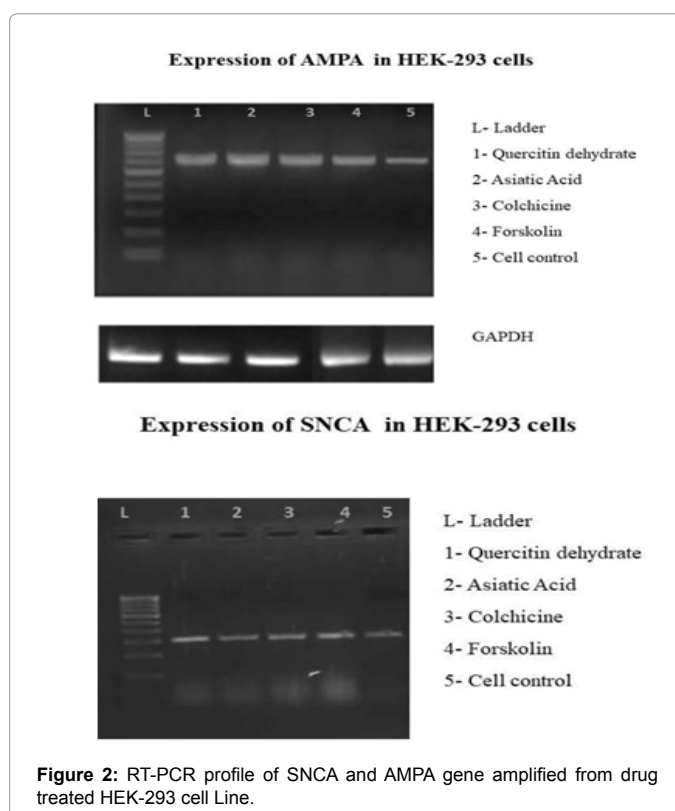 Expression of AMPA in HEK-293 cells
L 1 2 3 4 5
L- Ladder
1- Quercitin dehydrate
2- Asiatic Acid
3- Colchicine
4- Forskolin
5- Cell control
GAPDH
Expression of SNCA in HEK-293 cells
L 1 2 3 4 5
L- Ladder
1- Quercitin dehydrate
2- Asiatic Acid
3- Colchicine
4- Forskolin
5- Cell control
Figure 2: RT-PCR profile of SNCA and AMPA gene amplified from drug
treated HEK-293 cell Line.